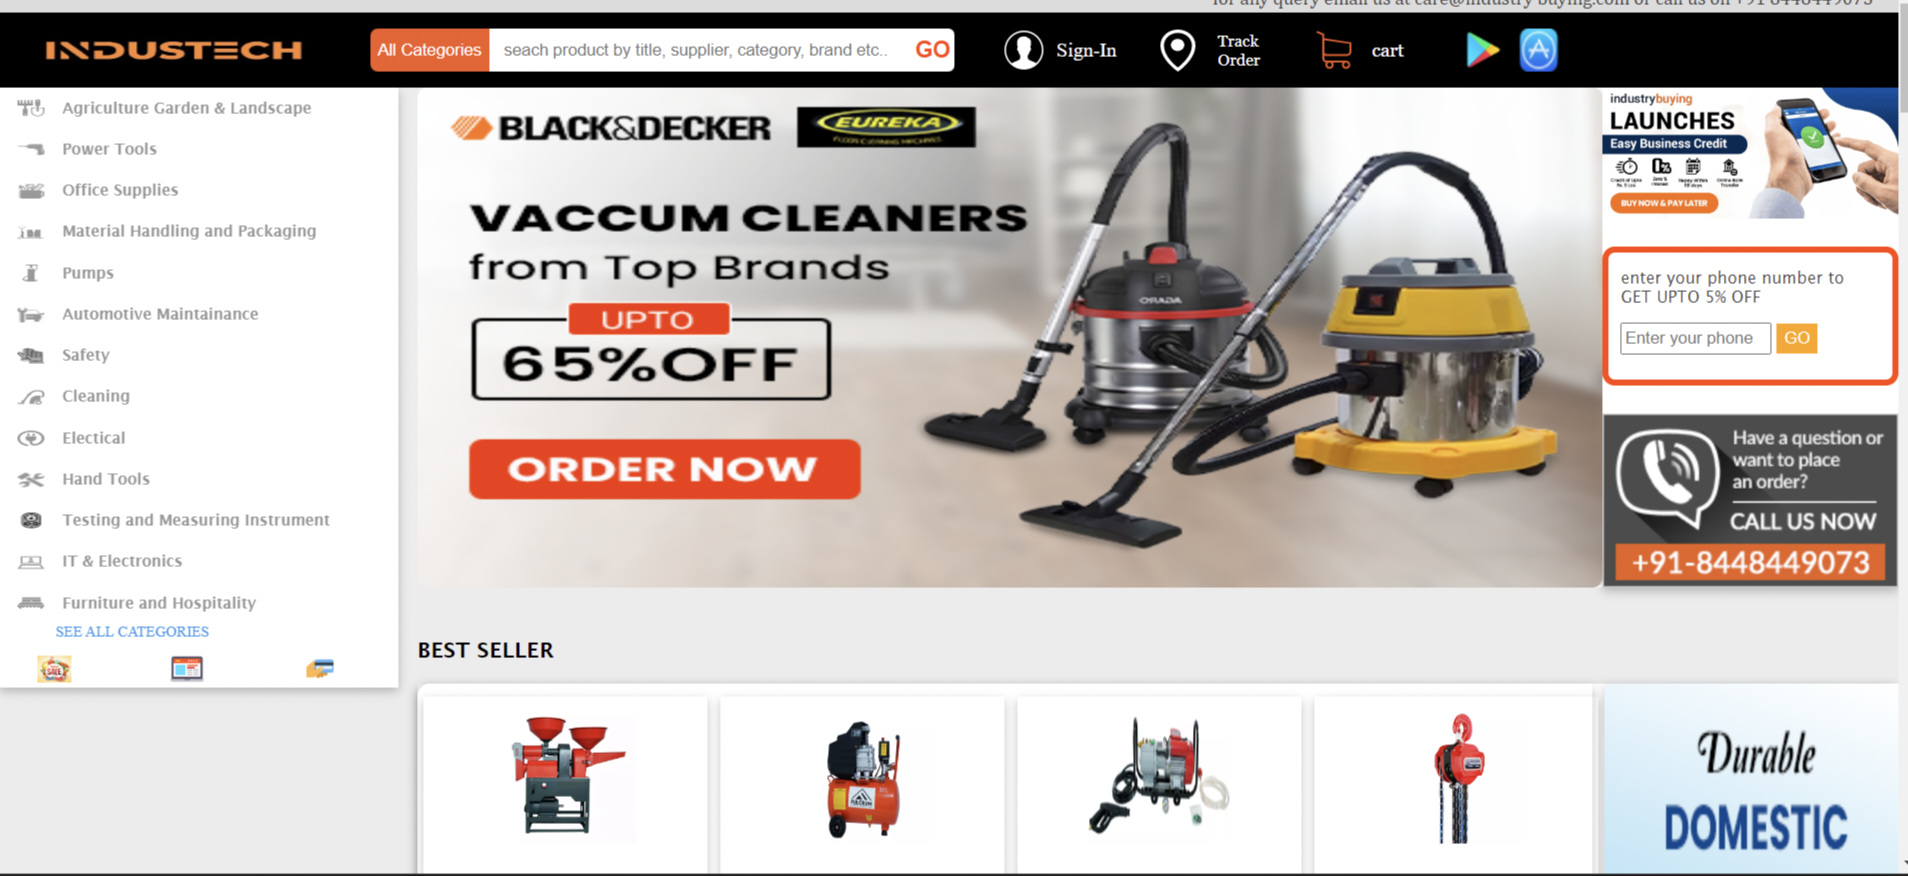 for any query email us at care@industry buying.com or call us on +91 8448449073
INDUSTECH
All Categories
seach product by title, supplier, category, brand etc..
GO
Sign-In
Track
Order
cart
Agriculture Garden & Landscape
Power Tools
Office Supplies
Material Handling and Packaging
Pumps
Automotive Maintainance
Safety
Cleaning
Electical
Hand Tools
Testing and Measuring Instrument
IT & Electronics
Furniture and Hospitality
SEE ALL CATEGORIES
SALE
BLACK&DECKER
EUREKA
FLOOR CLEANING MACHINES
VACCUM CLEANERS
from Top Brands
UPTO
65%OFF
ORDER NOW
ORADA
industrybuying
LAUNCHES
Easy Business Credit
BUY NOW & PAY LATER
enter your phone number to
GET UPTO 5% OFF
Enter your phone
GO
Have a question or
want to place
an order?
CALL US NOW
+91-8448449073
BEST SELLER
Durable
DOMESTIC